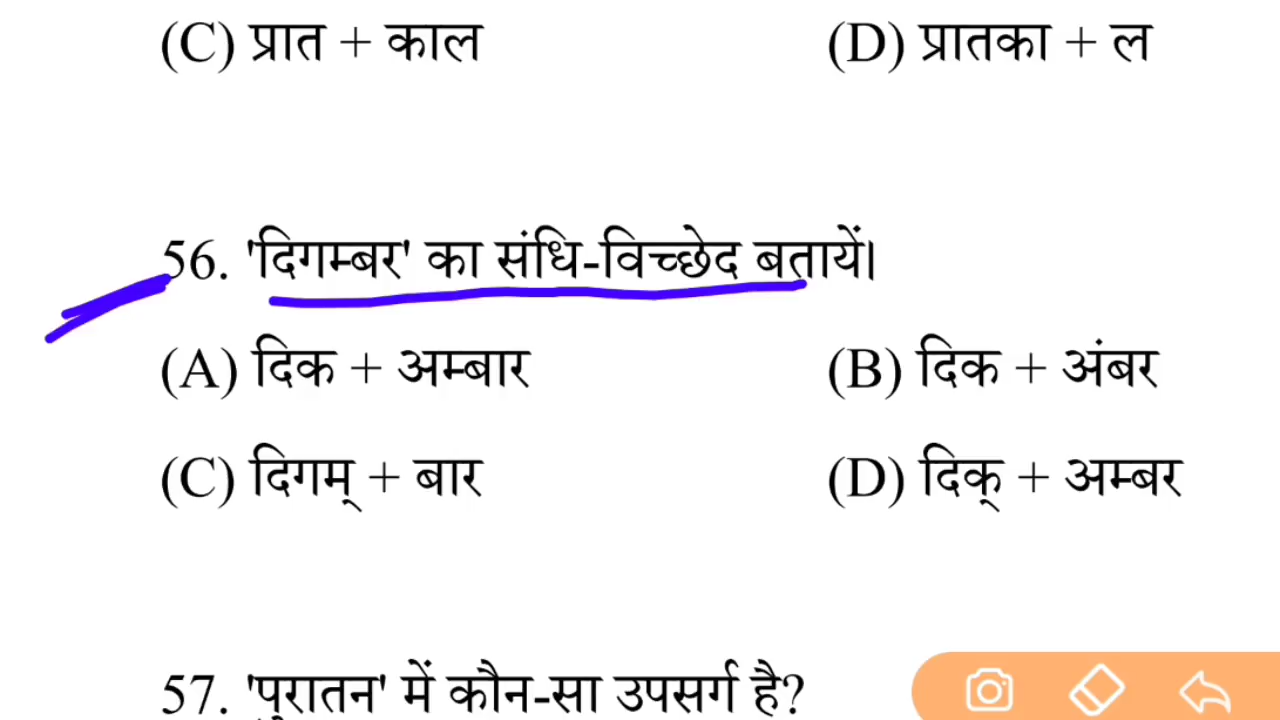 (C) प्रात + काल (D) प्रातका + ल
56. 'दिगम्बर' का संधि-विच्छेद बतायें।
(A) दिक + अम्बार (B) दिक + अंबर
(C) दिगम् + बार (D) दिक् + अम्बर
57. 'पुरातन' में कौन-सा उपसर्ग है?